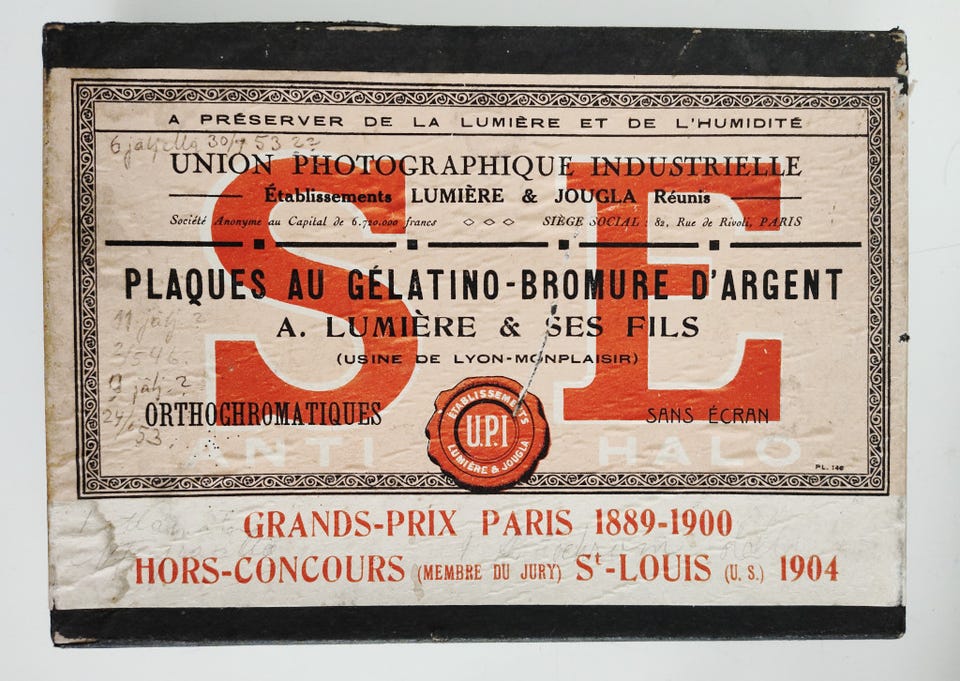 A PRÉSERVER DE LA LUMIÈRE ET DE L'HUMIDITÉ
53
UNION PHOTOGRAPHIQUE INDUSTRIELLE
Établissements LUMIÈRE & JOUGLA Réunis
Société Anonyme au Capital de 6.720.000 francs SIÈGE SOCIAL : 82, Rue de Rivoli, PARIS
S E
PLAQUES AU GÉLATINO-BROMURE D'ARGENT
A. LUMIÈRE & SES FILS
(USINE DE LYON-MONPLAISIR)
ORTHOCHROMATIQUES SANS ÉCRAN
53.
ANTI HALO
ÉTABLISSEMENTS
U.P.I
LUMIÈRE & JOUGLA
PL. 146
GRANDS-PRIX PARIS 1889-1900
HORS-CONCOURS (MEMBRE DU JURY) St-LOUIS (U. S.) 1904